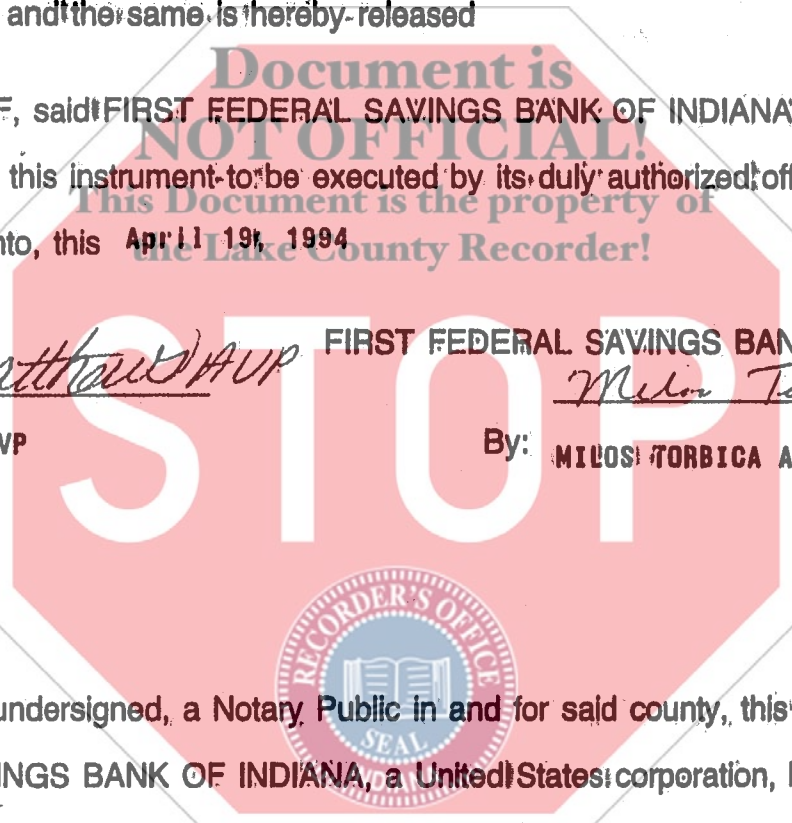 and the same is hereby released
Document is
F, said FIRST FEDERAL SAVINGS BANK OF INDIANA
NOT OFFICIAL!
this instrument to be executed by its duly authorized off
This Document is the property of
nto, this April 19, 1994
the Lake County Recorder!
AVP FIRST FEDERAL SAVINGS BAN
Milos
VP By: MILOS TORBICA A
STOP
RECORDER'S OFFICE
undersigned, a Notary Public in and for said county, this
SEAL
INGS BANK OF INDIANA, a United States corporation,
INDIANA